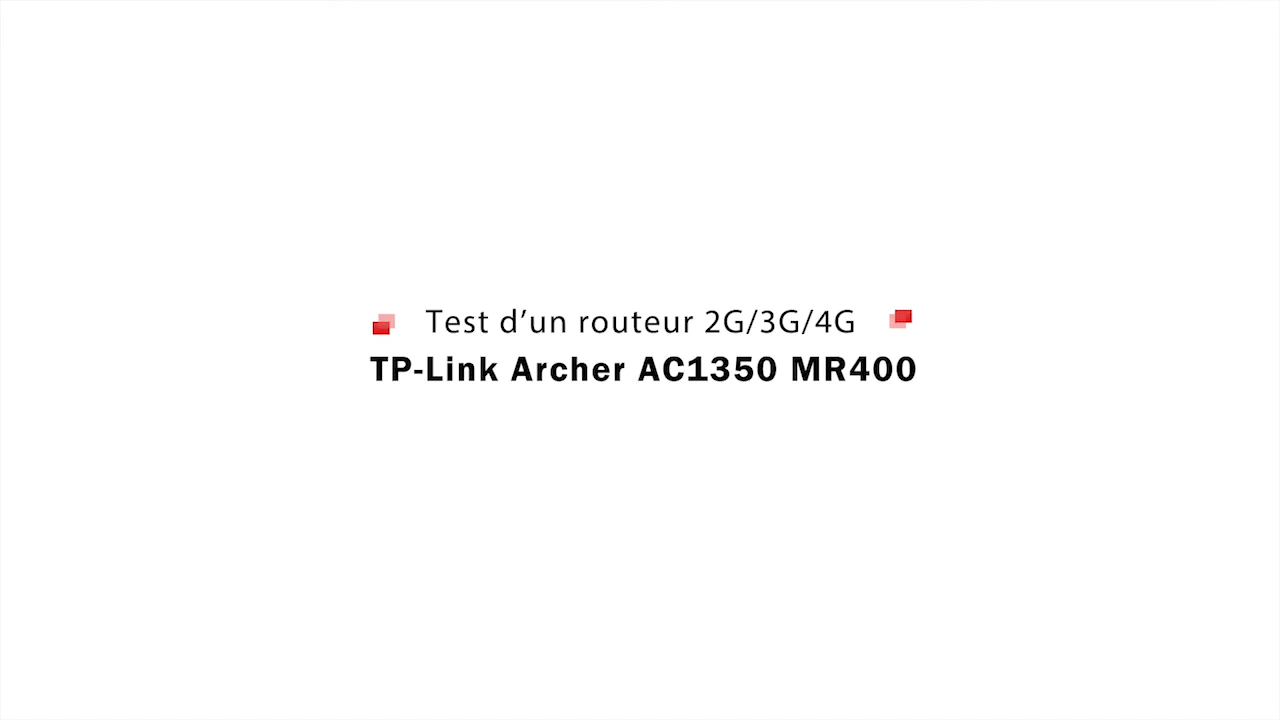 Test d’un routeur 2G/3G/4G
TP-Link Archer AC1350 MR400